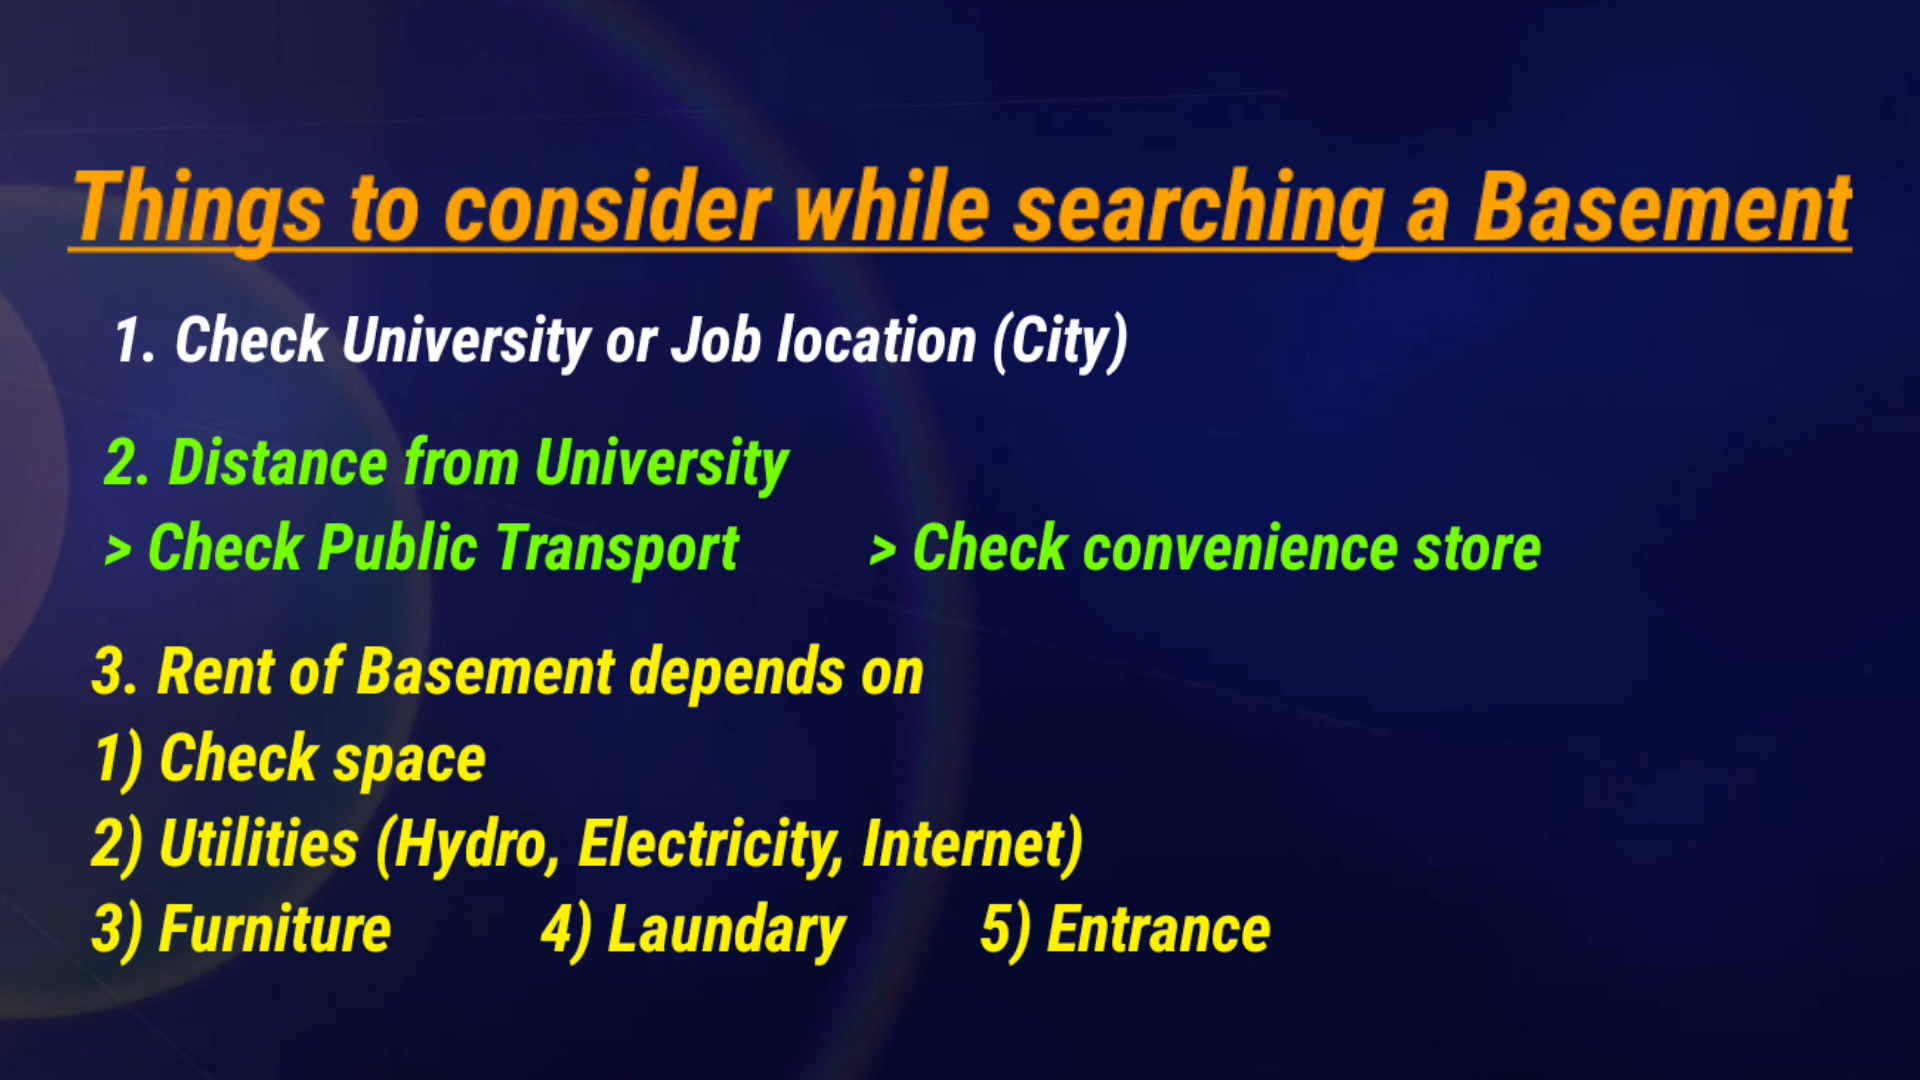 Things to consider while searching a Basement
1. Check University or Job location (City)
2. Distance from University
> Check Public Transport > Check convenience store
3. Rent of Basement depends on
1) Check space
2) Utilities (Hydro, Electricity, Internet)
3) Furniture 4) Laundary 5) Entrance